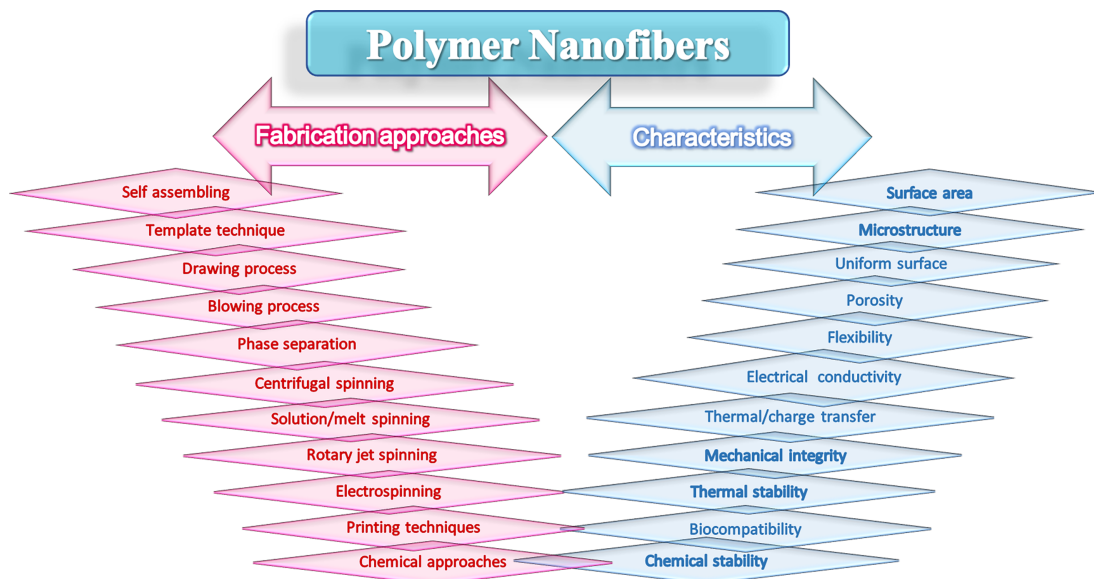 Polymer Nanofibers
Fabrication approaches
Self assembling
Template technique
Drawing process
Blowing process
Phase separation
Centrifugal spinning
Solution/melt spinning
Rotary jet spinning
Electrospinning
Printing techniques
Chemical approaches
Characteristics
Surface area
Microstructure
Uniform surface
Porosity
Flexibility
Electrical conductivity
Thermal/charge transfer
Mechanical integrity
Thermal stability
Biocompatibility
Chemical stability